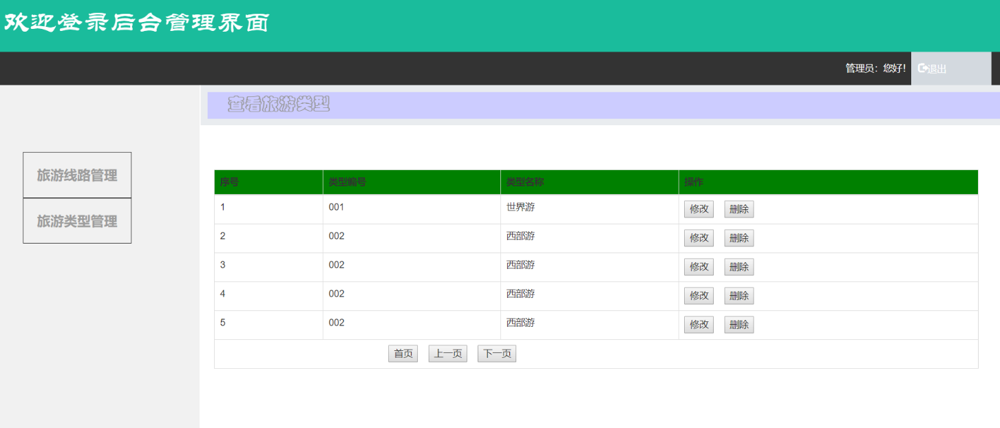 欢迎登录后台管理界面
管理员：您好! 退出
查看旅游类型
旅游线路管理
旅游类型管理
序号 类型编号 类型名称 操作
1 001 世界游 修改 删除
2 002 西部游 修改 删除
3 002 西部游 修改 删除
4 002 西部游 修改 删除
5 002 西部游 修改 删除
首页 上一页 下一页